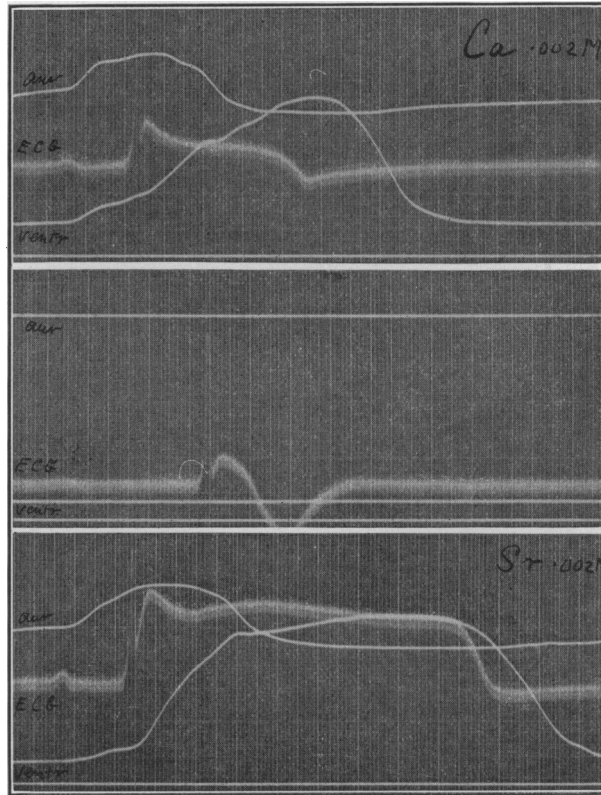 Ca .002M
aur
ECG
Ventr
aur
ECG
Ventr
Sr .002M
aur
ECG
Ventr